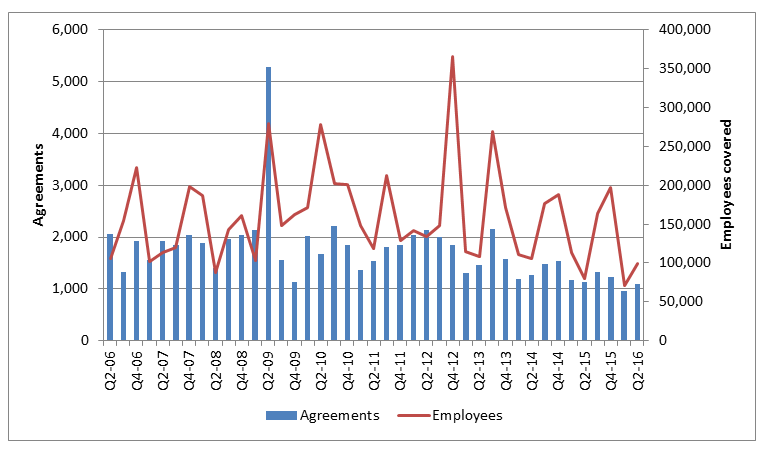 6,000
5,000
4,000
3,000
2,000
1,000
0
Agreements
400,000
350,000
300,000
250,000
200,000
150,000
100,000
50,000
0
Employees covered
Q2-06
Q4-06
Q2-07
Q4-07
Q2-08
Q4-08
Q2-09
Q4-09
Q2-10
Q4-10
Q2-11
Q4-11
Q2-12
Q4-12
Q2-13
Q4-13
Q2-14
Q4-14
Q2-15
Q4-15
Q2-16
Agreements Employees